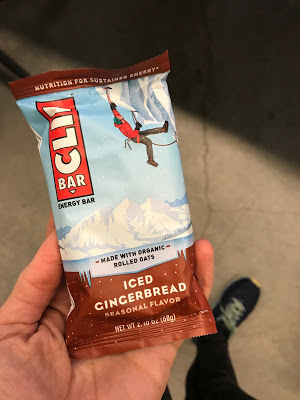 NUTRITION FOR SUSTAINED ENERGY™
CLIF
BAR
ENERGY BAR
MADE WITH ORGANIC
ROLLED OATS
ICED
GINGERBREAD
SEASONAL FLAVOR
NET WT 2.40 OZ (68g)